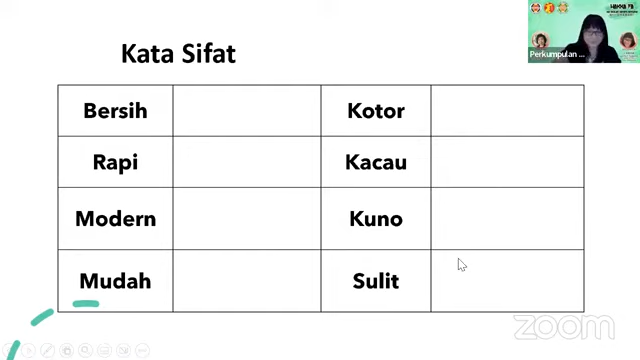 Kata Sifat
Bersih Kotor
Rapi Kacau
Modern Kuno
Mudah Sulit
Perkumpulan ...
zoom